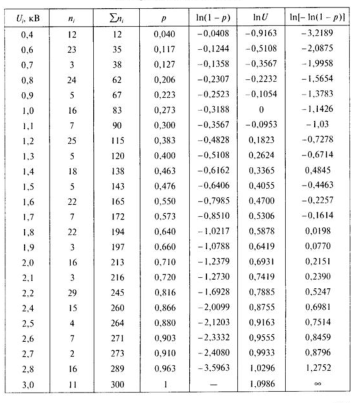 U_i, кВ n_i ∑n_i p ln(1 – p) lnU ln[– ln(1 – p)]
0,4 12 12 0,040 –0,0408 –0,9163 –3,2189
0,6 23 35 0,117 –0,1244 –0,5108 –2,0875
0,7 3 38 0,127 –0,1358 –0,3567 –1,9958
0,8 24 62 0,206 –0,2307 –0,2232 –1,5654
0,9 5 67 0,223 –0,2523 –0,1054 –1,3783
1,0 16 83 0,273 –0,3188 0 –1,1426
1,1 7 90 0,300 –0,3567 –0,0953 –1,03
1,2 25 115 0,383 –0,4828 0,1823 –0,7278
1,3 5 120 0,400 –0,5108 0,2624 –0,6714
1,4 18 138 0,463 –0,6162 0,3365 0,4845
1,5 5 143 0,476 –0,6406 0,4055 –0,4463
1,6 22 165 0,550 –0,7985 0,4700 –0,2257
1,7 7 172 0,573 –0,8510 0,5306 –0,1614
1,8 22 194 0,640 –1,0217 0,5878 0,0198
1,9 3 197 0,660 –1,0788 0,6419 0,0770
2,0 16 213 0,710 –1,2379 0,6931 0,2151
2,1 3 216 0,720 –1,2730 0,7419 0,2390
2,2 29 245 0,816 –1,6928 0,7885 0,5247
2,4 15 260 0,866 –2,0099 0,8755 0,6981
2,5 4 264 0,880 –2,1203 0,9163 0,7514
2,6 7 271 0,903 –2,3332 0,9555 0,8459
2,7 2 273 0,910 –2,4080 0,9933 0,8796
2,8 16 289 0,963 –3,5963 1,0296 1,2752
3,0 11 300 1 — 1,0986 ∞